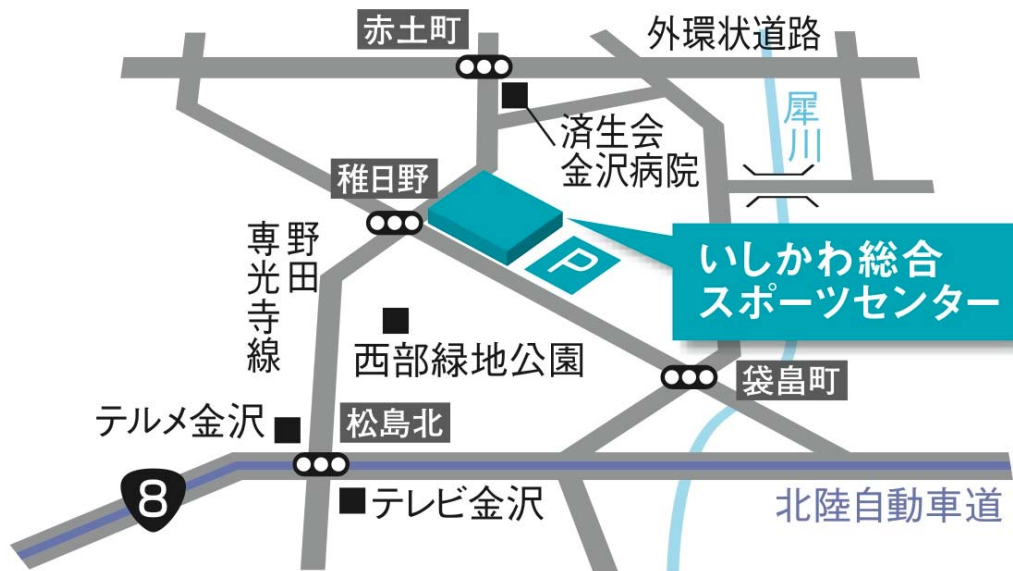 赤土町
外環状道路
犀川
済生会
金沢病院
稚日野
野田
専光寺線
P
いしかわ総合
スポーツセンター
西部緑地公園
袋畠町
テルメ金沢
松島北
8
テレビ金沢
北陸自動車道